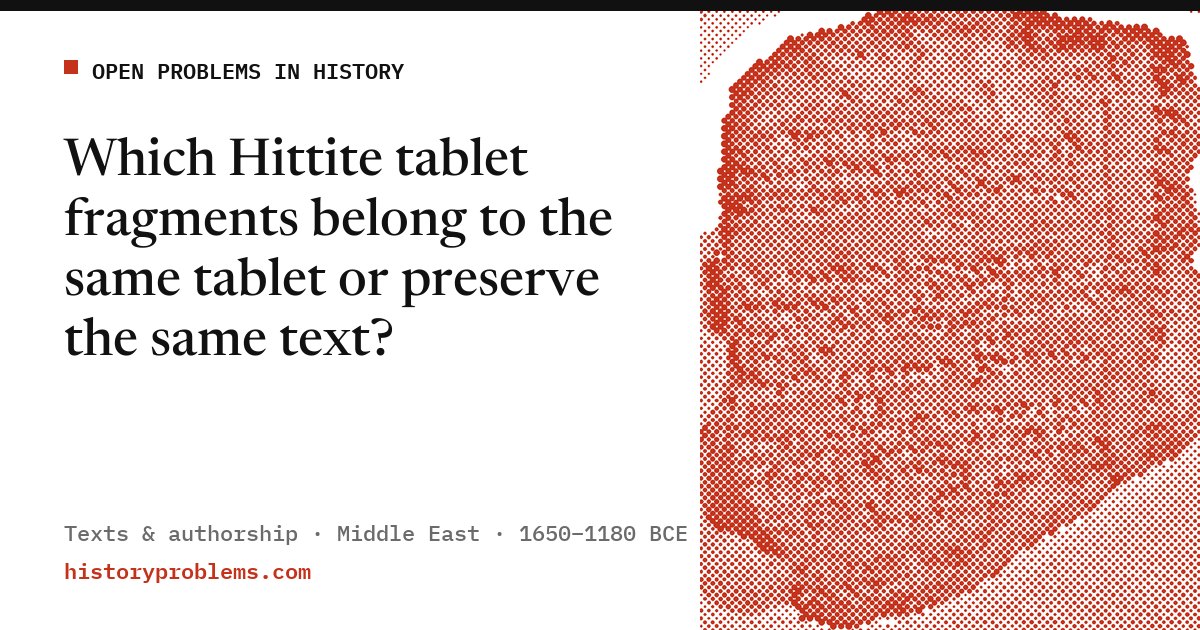 OPEN PROBLEMS IN HISTORY
Which Hittite tablet
fragments belong to the
same tablet or preserve
the same text?
Texts & authorship · Middle East · 1650–1180 BCE
historyproblems.com